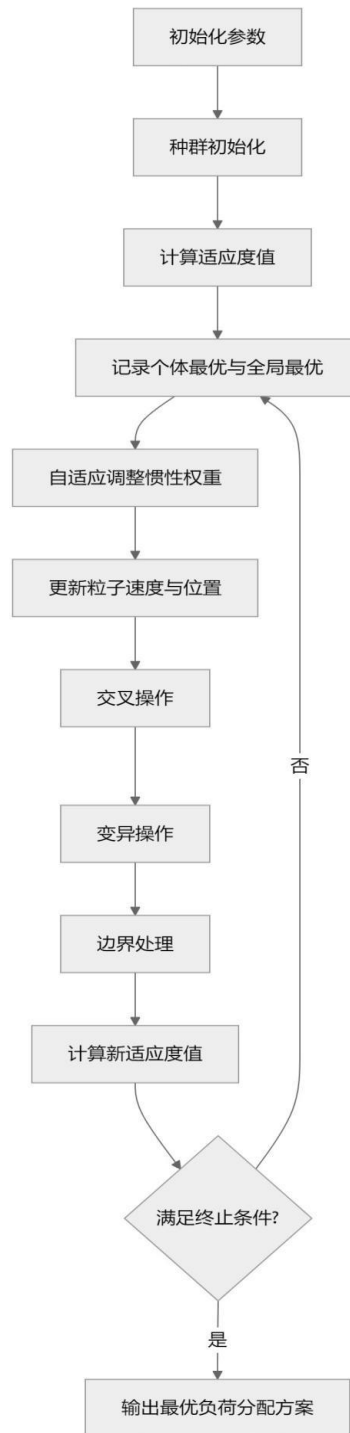 初始化参数
种群初始化
计算适应度值
记录个体最优与全局最优
自适应调整惯性权重
更新粒子速度与位置
交叉操作
否
变异操作
边界处理
计算新适应度值
满足终止条件?
是
输出最优负荷分配方案